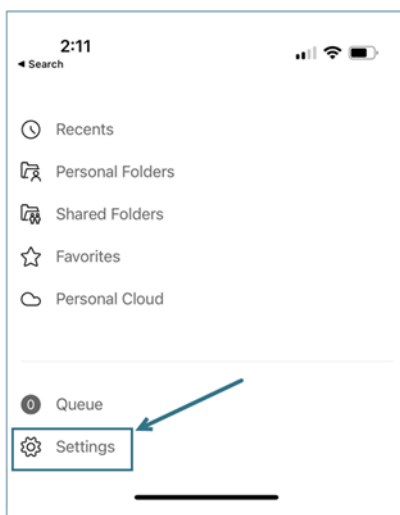 2:11
◄ Search
Recents
Personal Folders
Shared Folders
Favorites
Personal Cloud
0 Queue
Settings